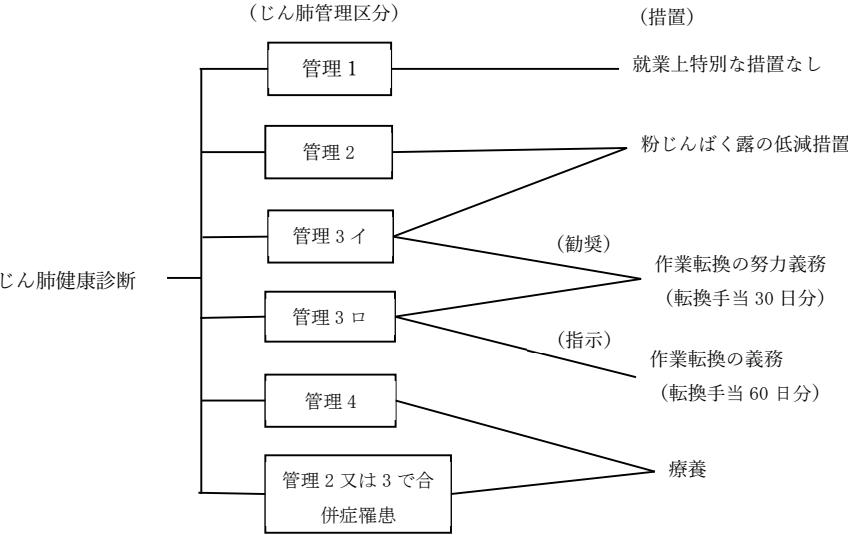 （じん肺管理区分）
（措置）
管理 1
就業上特別な措置なし
管理 2
粉じんばく露の低減措置
管理 3 イ
（勧奨）
作業転換の努力義務
（転換手当 30 日分）
じん肺健康診断
管理 3 ロ
（指示）
作業転換の義務
（転換手当 60 日分）
管理 4
療養
管理 2 又は 3 で合
併症罹患